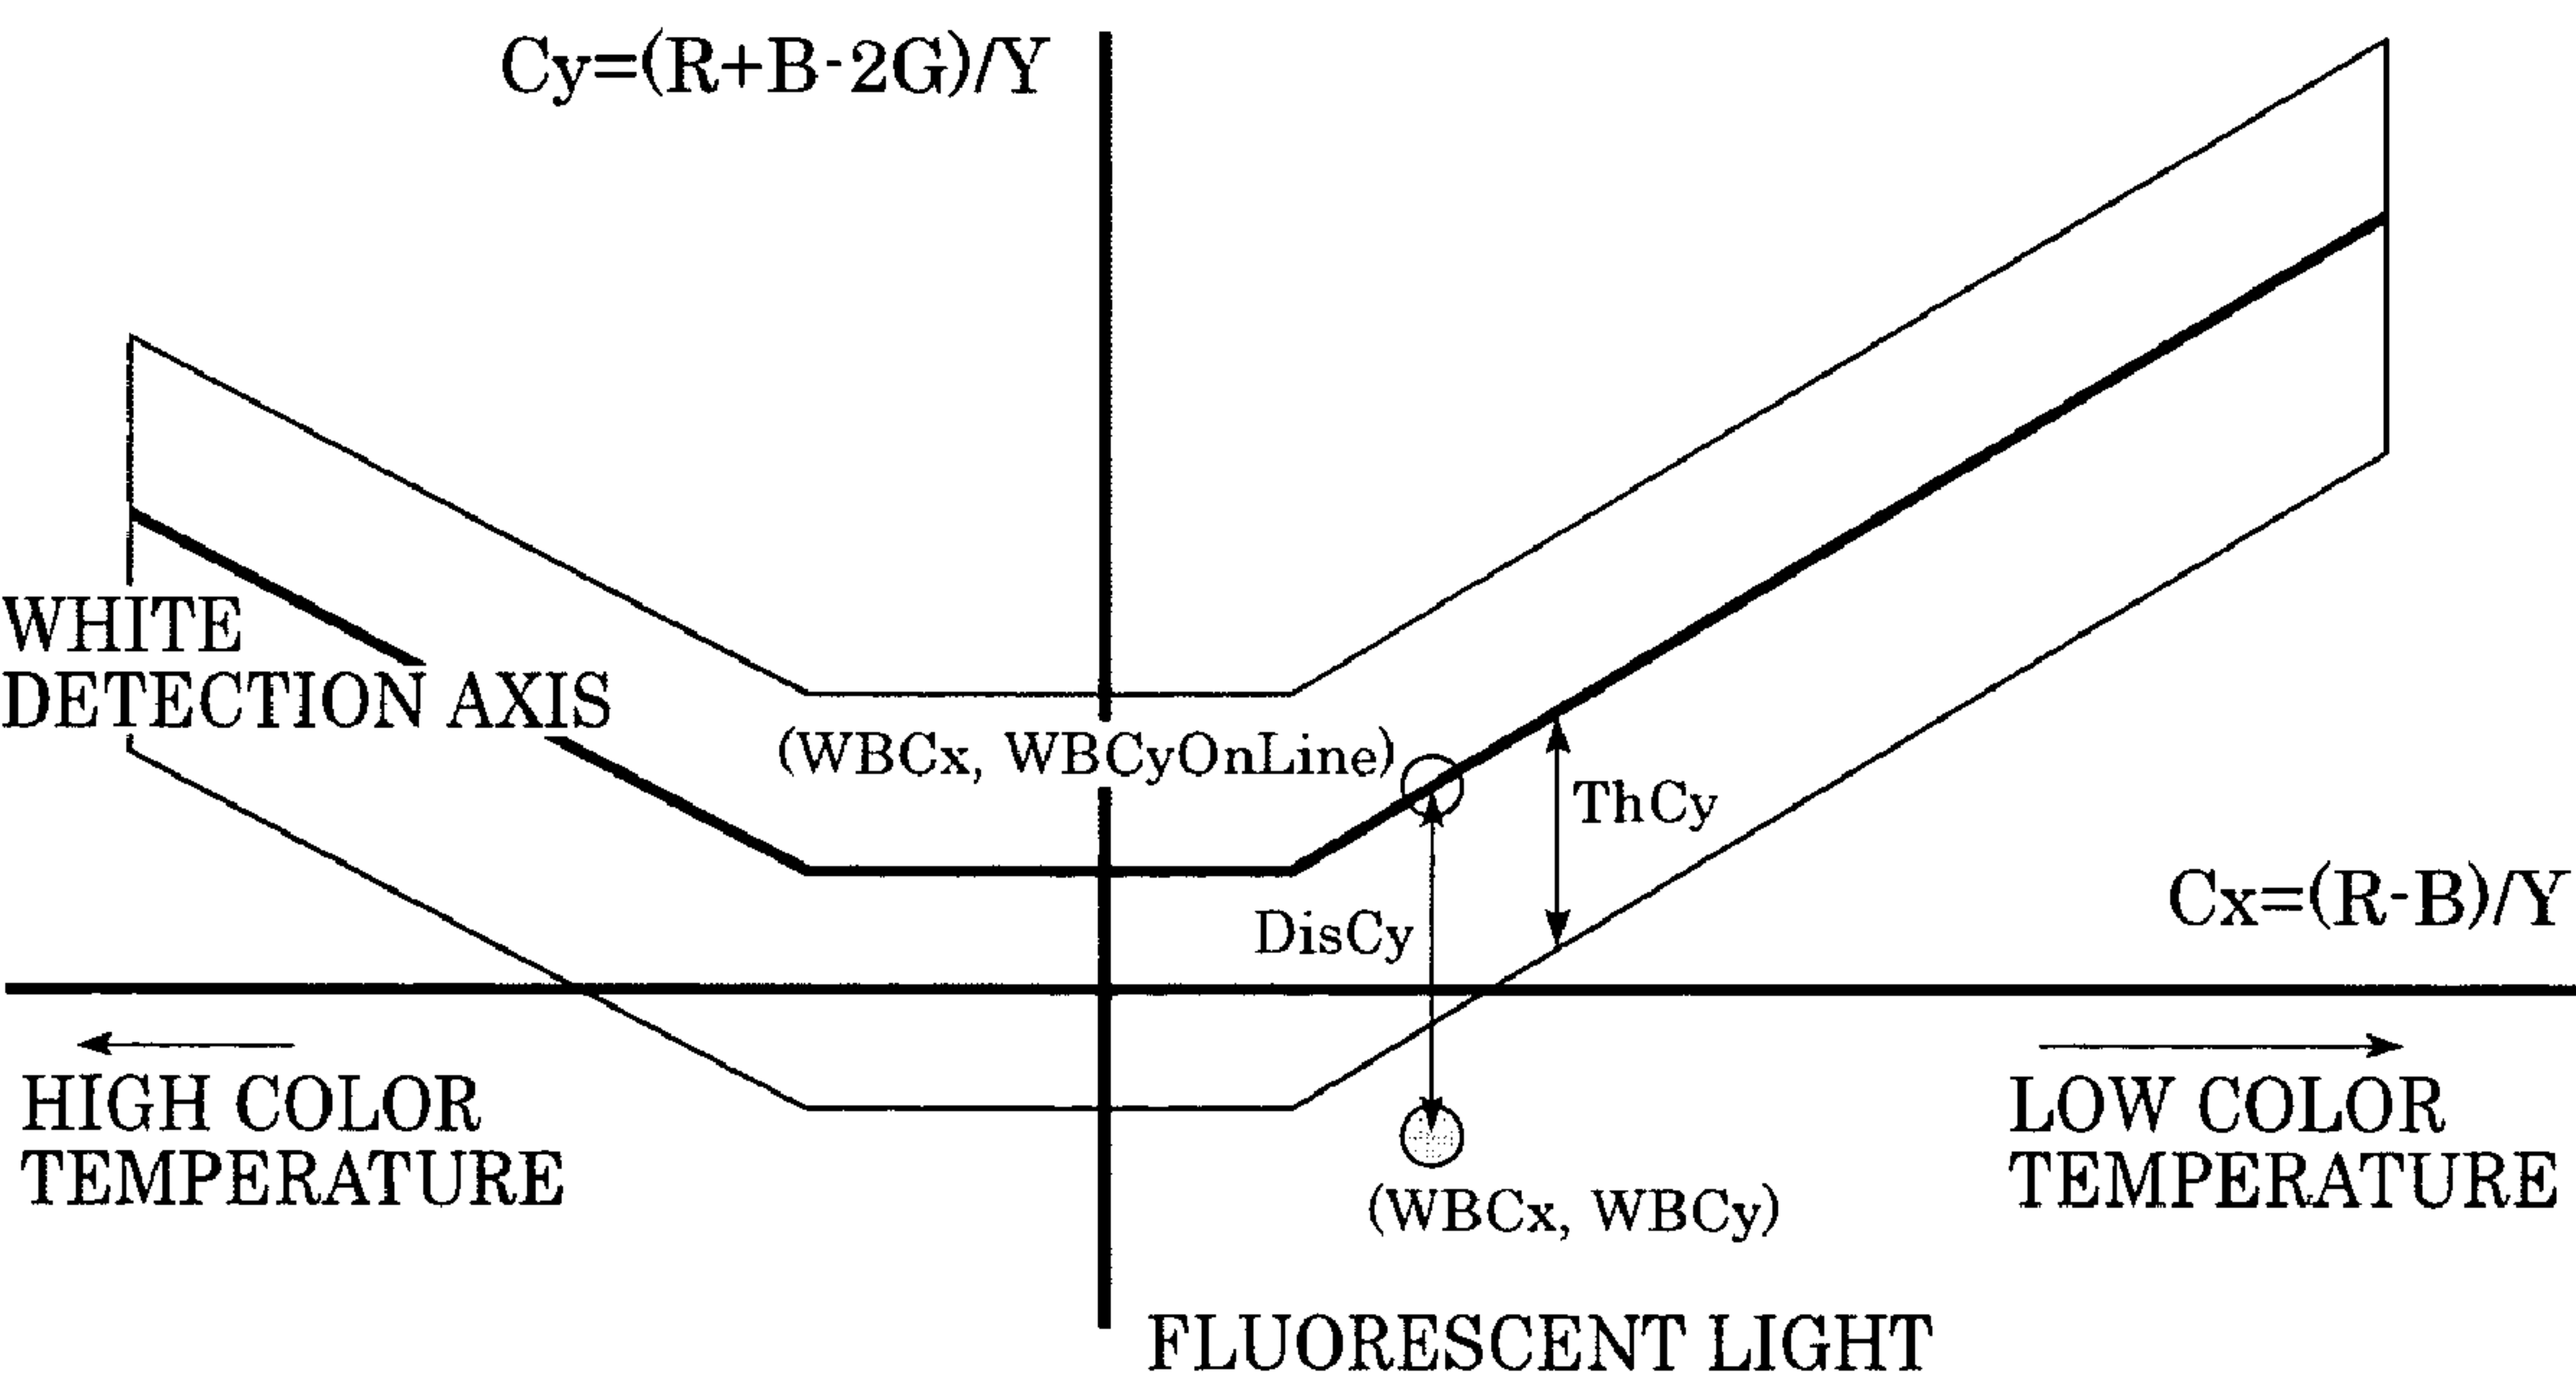 Cy=(R+B-2G)/Y
WHITE
DETECTION AXIS
(WBCx, WBCyOnLine)
ThCy
DisCy
Cx=(R-B)/Y
HIGH COLOR
TEMPERATURE
LOW COLOR
TEMPERATURE
(WBCx, WBCy)
FLUORESCENT LIGHT